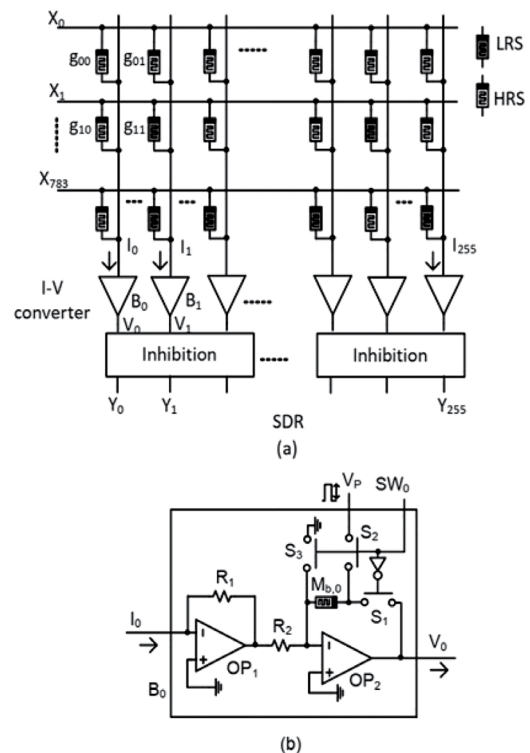 X0
g00 g01 LRS
X1 HRS
g10 g11
X783
I0 I1 I255
I-V
converter
B0 B1
V0 V1
Inhibition Inhibition
Y0 Y1 Y255
SDR
(a)
VP SW0
S3 S2
R1 Mb,0 S1
I0 R2 V0
- -
+ OP1 + OP2
B0
(b)